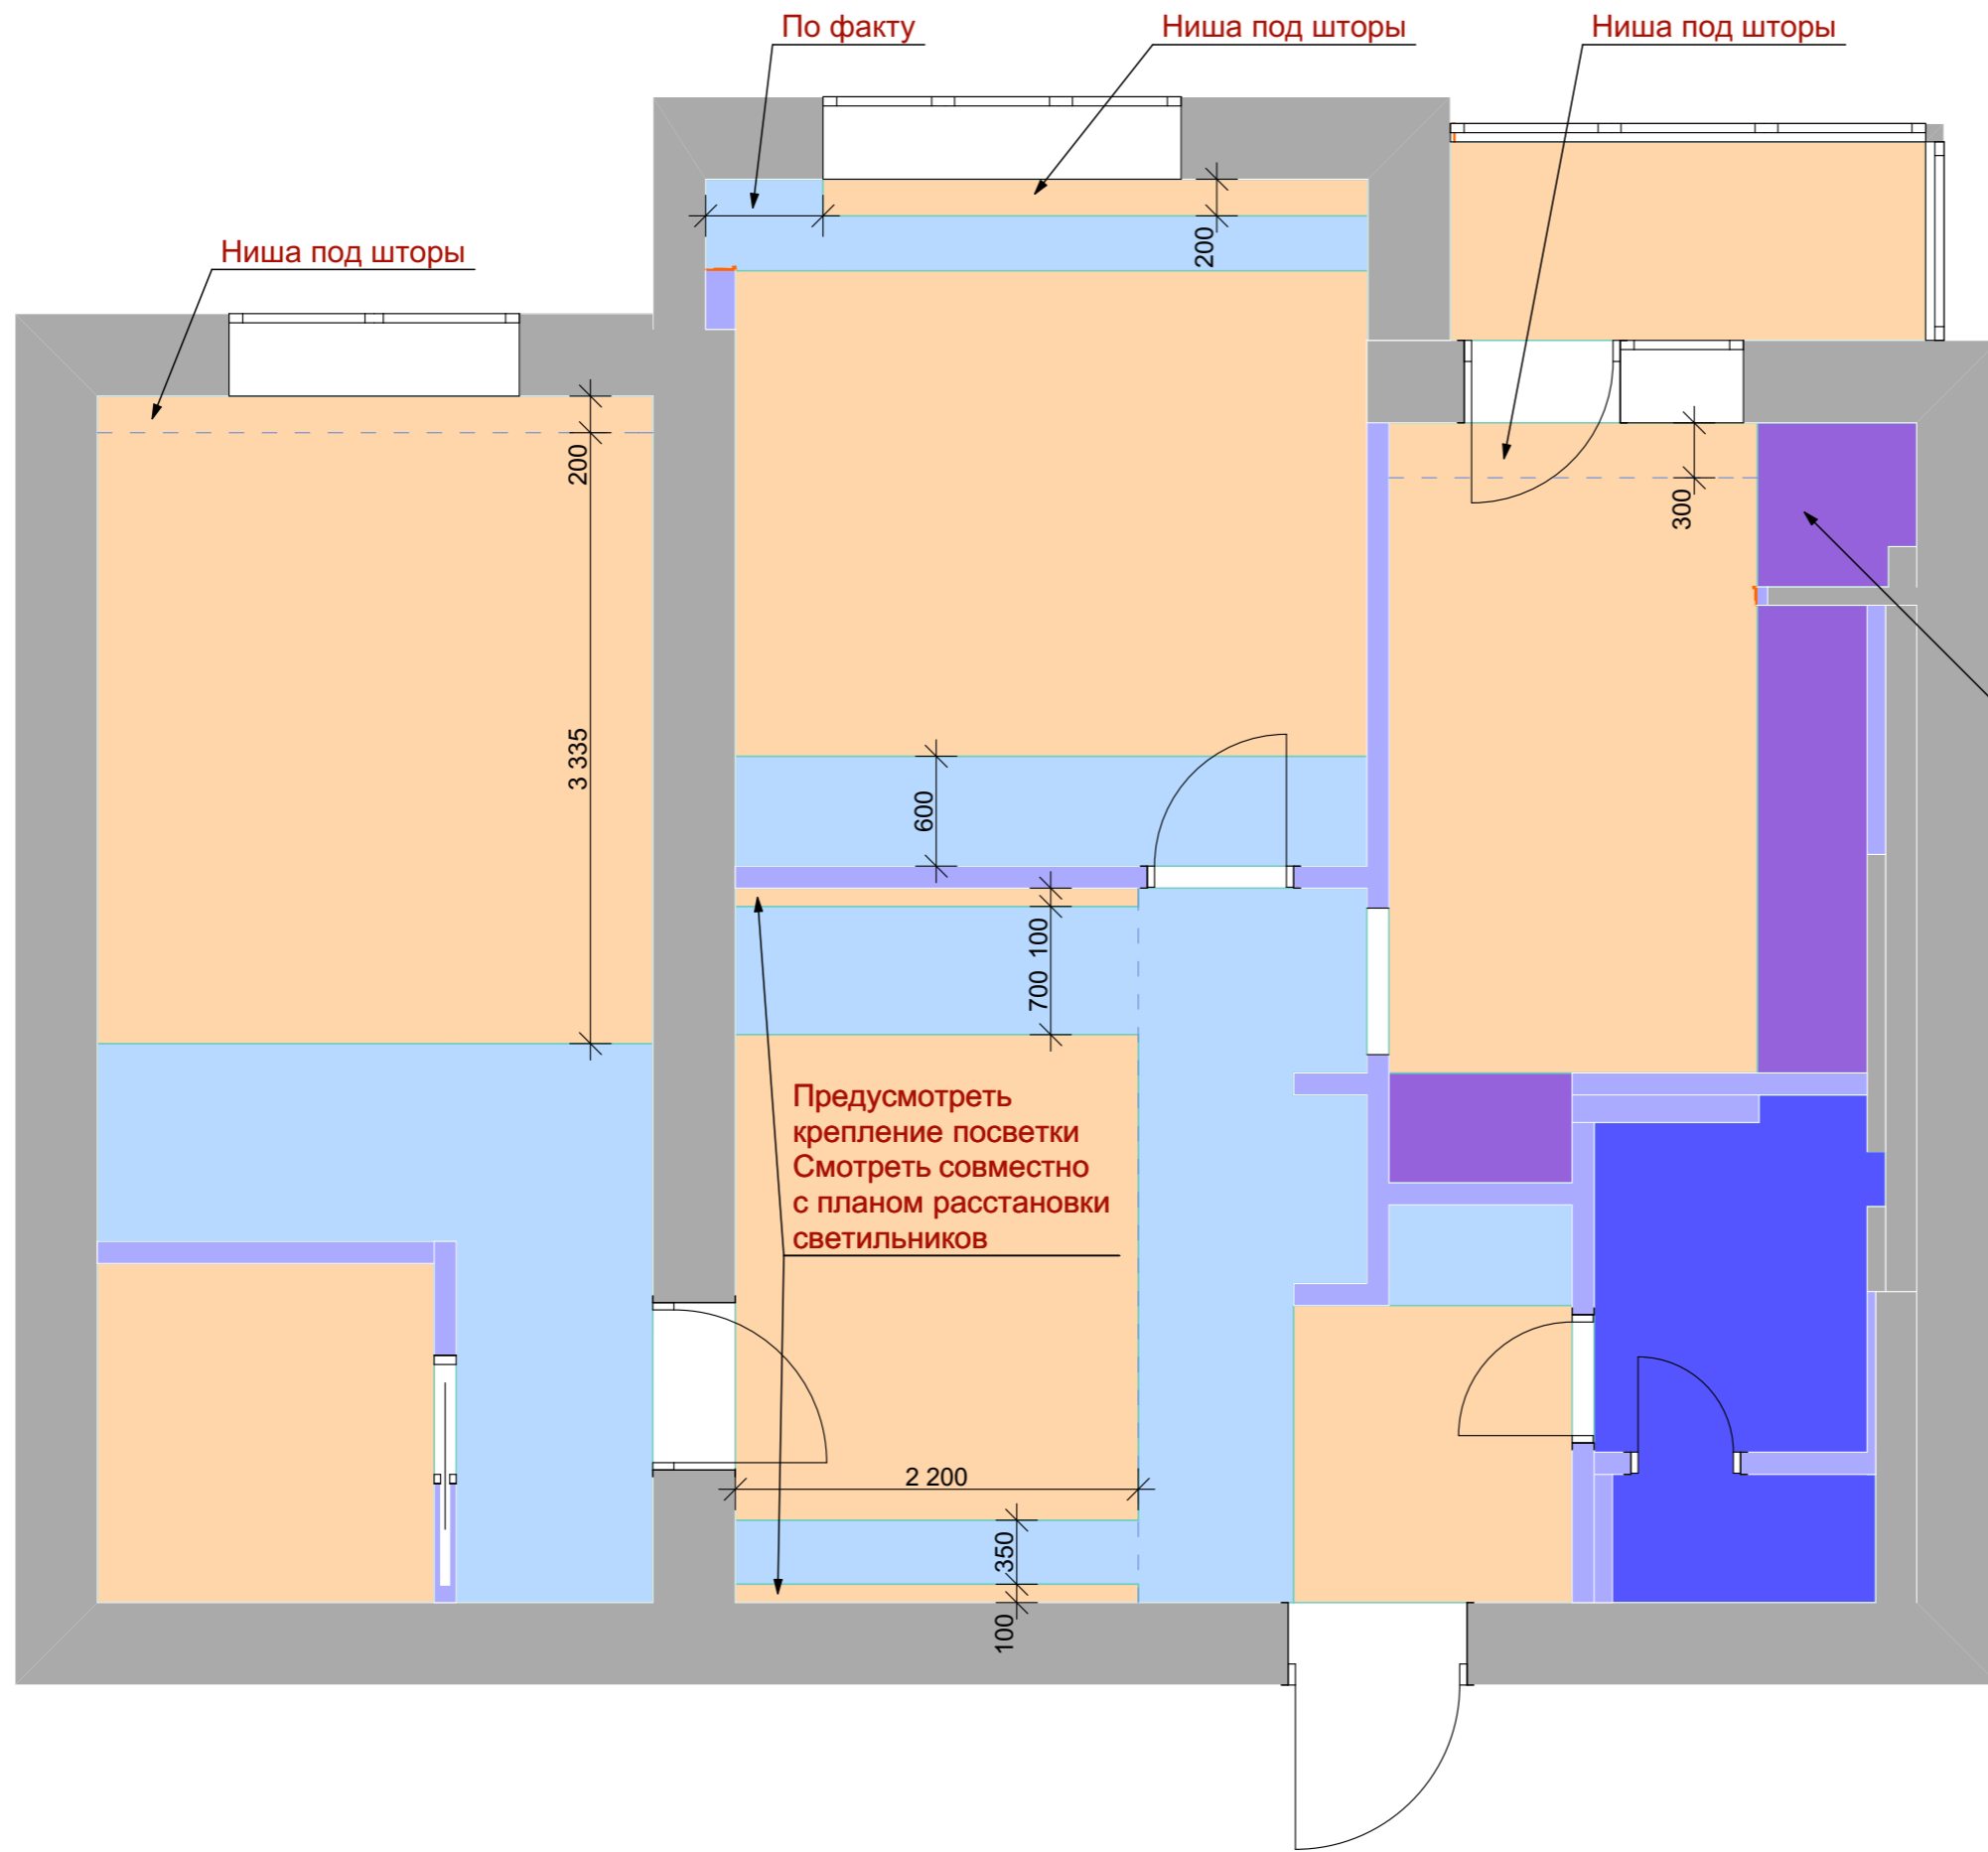 По факту
Ниша под шторы
Ниша под шторы
Ниша под шторы
200
200
300
3 335
600
100
700
Предусмотреть
крепление посветки
Смотреть совместно
с планом расстановки
светильников
2 200
350
100